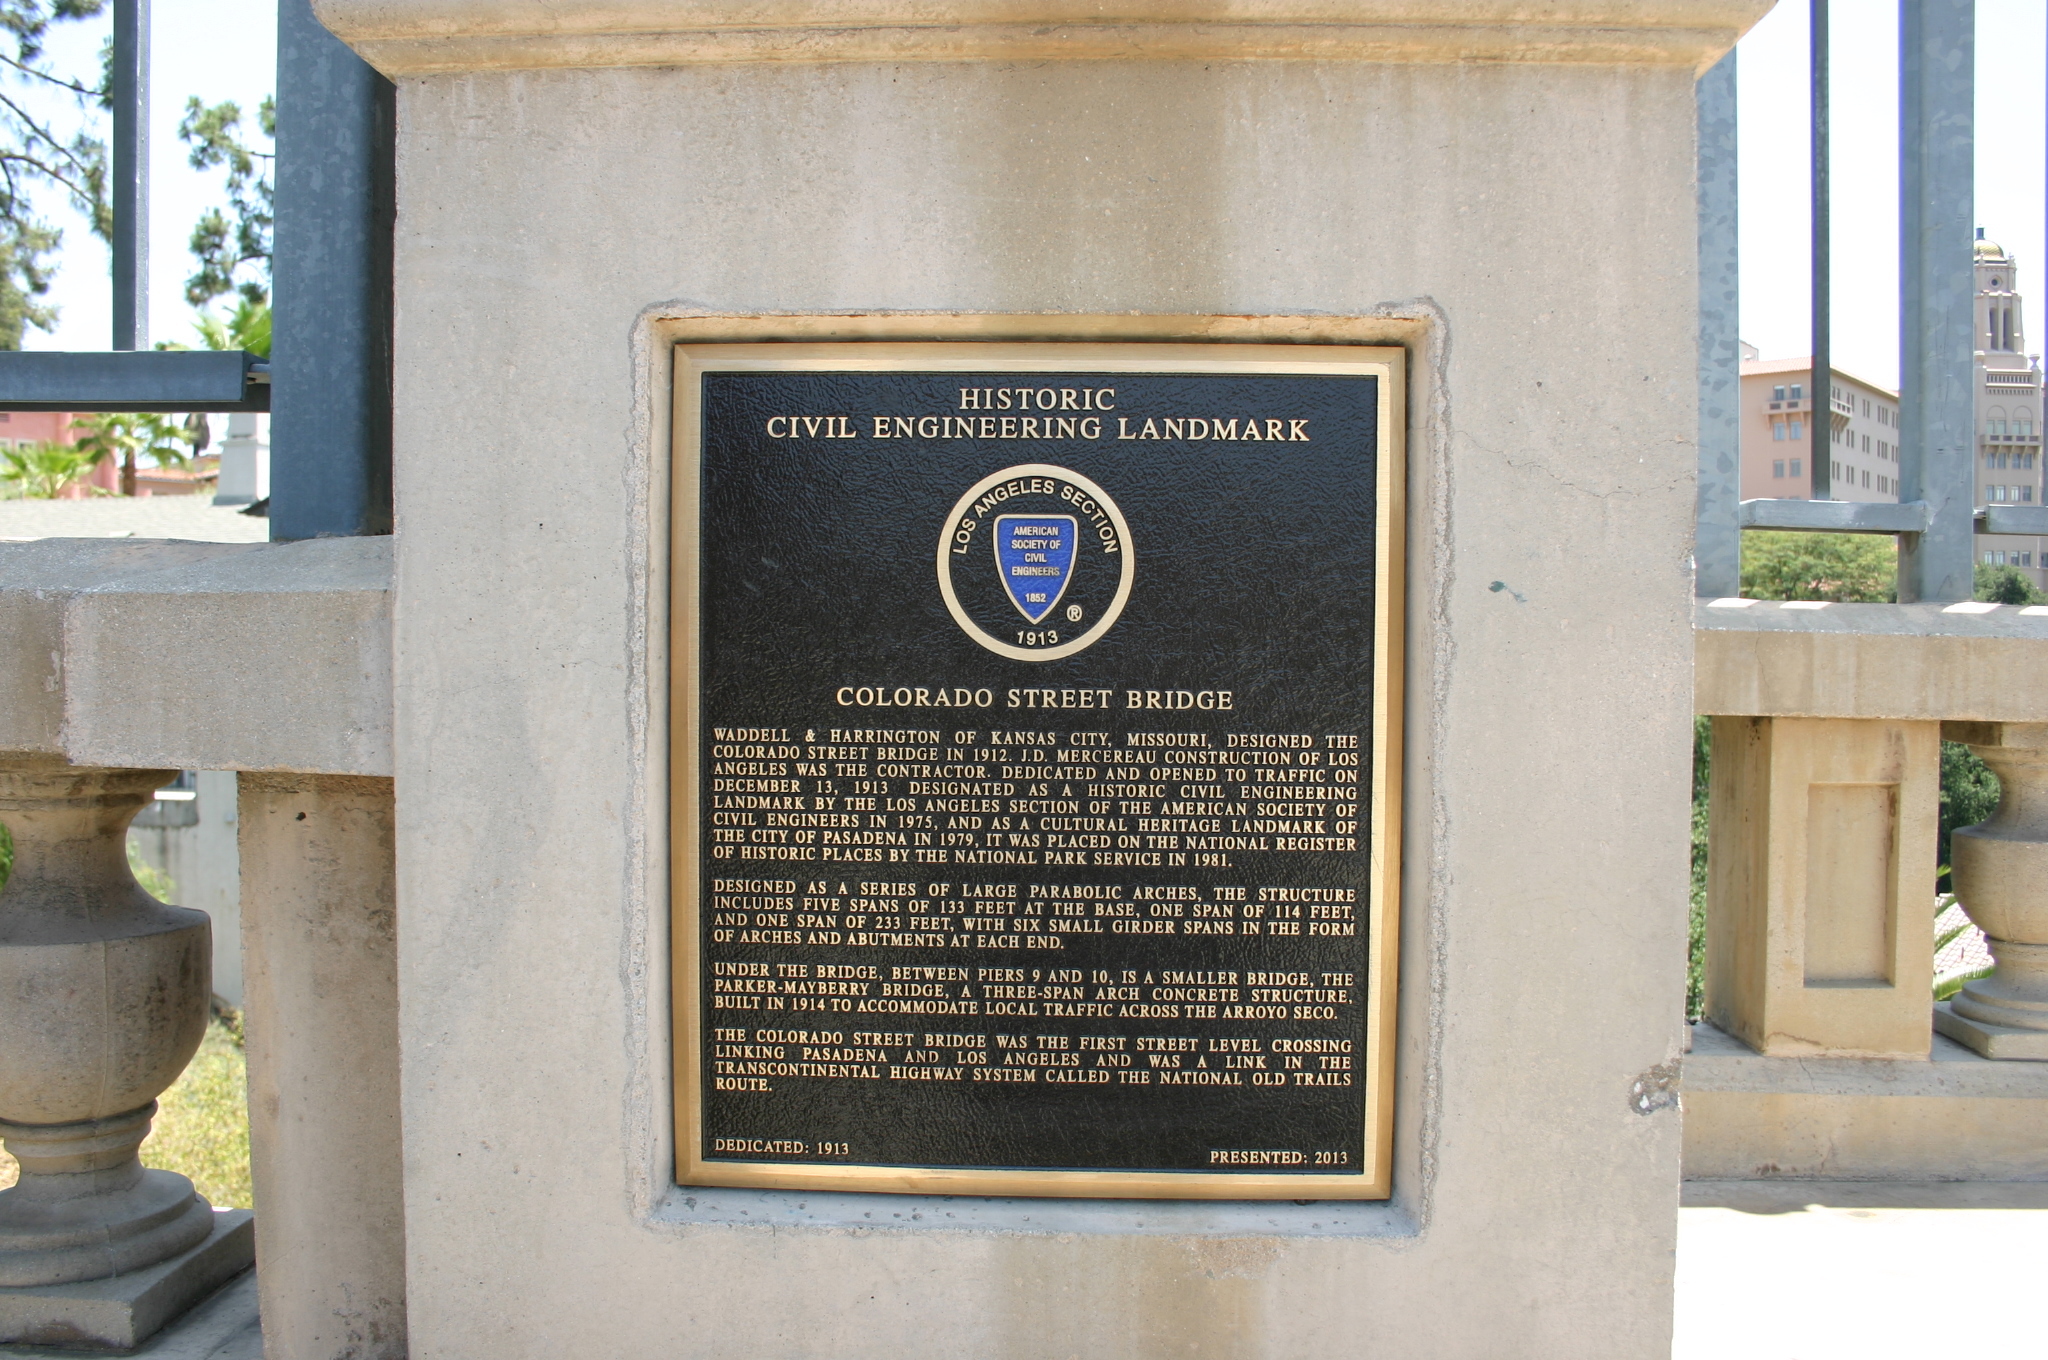 HISTORIC
CIVIL ENGINEERING LANDMARK
LOS ANGELES SECTION
AMERICAN
SOCIETY OF
CIVIL
ENGINEERS
1852
®
1913
COLORADO STREET BRIDGE
WADDELL & HARRINGTON OF KANSAS CITY, MISSOURI, DESIGNED THE
COLORADO STREET BRIDGE IN 1912. J.D. MERCEREAU CONSTRUCTION OF LOS
ANGELES WAS THE CONTRACTOR. DEDICATED AND OPENED TO TRAFFIC ON
DECEMBER 13, 1913 DESIGNATED AS A HISTORIC CIVIL ENGINEERING
LANDMARK BY THE LOS ANGELES SECTION OF THE AMERICAN SOCIETY OF
CIVIL ENGINEERS IN 1975, AND AS A CULTURAL HERITAGE LANDMARK OF
THE CITY OF PASADENA IN 1979, IT WAS PLACED ON THE NATIONAL REGISTER
OF HISTORIC PLACES BY THE NATIONAL PARK SERVICE IN 1981.
DESIGNED AS A SERIES OF LARGE PARABOLIC ARCHES, THE STRUCTURE
INCLUDES FIVE SPANS OF 133 FEET AT THE BASE, ONE SPAN OF 114 FEET,
AND ONE SPAN OF 233 FEET, WITH SIX SMALL GIRDER SPANS IN THE FORM
OF ARCHES AND ABUTMENTS AT EACH END.
UNDER THE BRIDGE, BETWEEN PIERS 9 AND 10, IS A SMALLER BRIDGE, THE
PARKER-MAYBERRY BRIDGE, A THREE-SPAN ARCH CONCRETE STRUCTURE,
BUILT IN 1914 TO ACCOMMODATE LOCAL TRAFFIC ACROSS THE ARROYO SECO.
THE COLORADO STREET BRIDGE WAS THE FIRST STREET LEVEL CROSSING
LINKING PASADENA AND LOS ANGELES AND WAS A LINK IN THE
TRANSCONTINENTAL HIGHWAY SYSTEM CALLED THE NATIONAL OLD TRAILS
ROUTE.
DEDICATED: 1913
PRESENTED: 2013